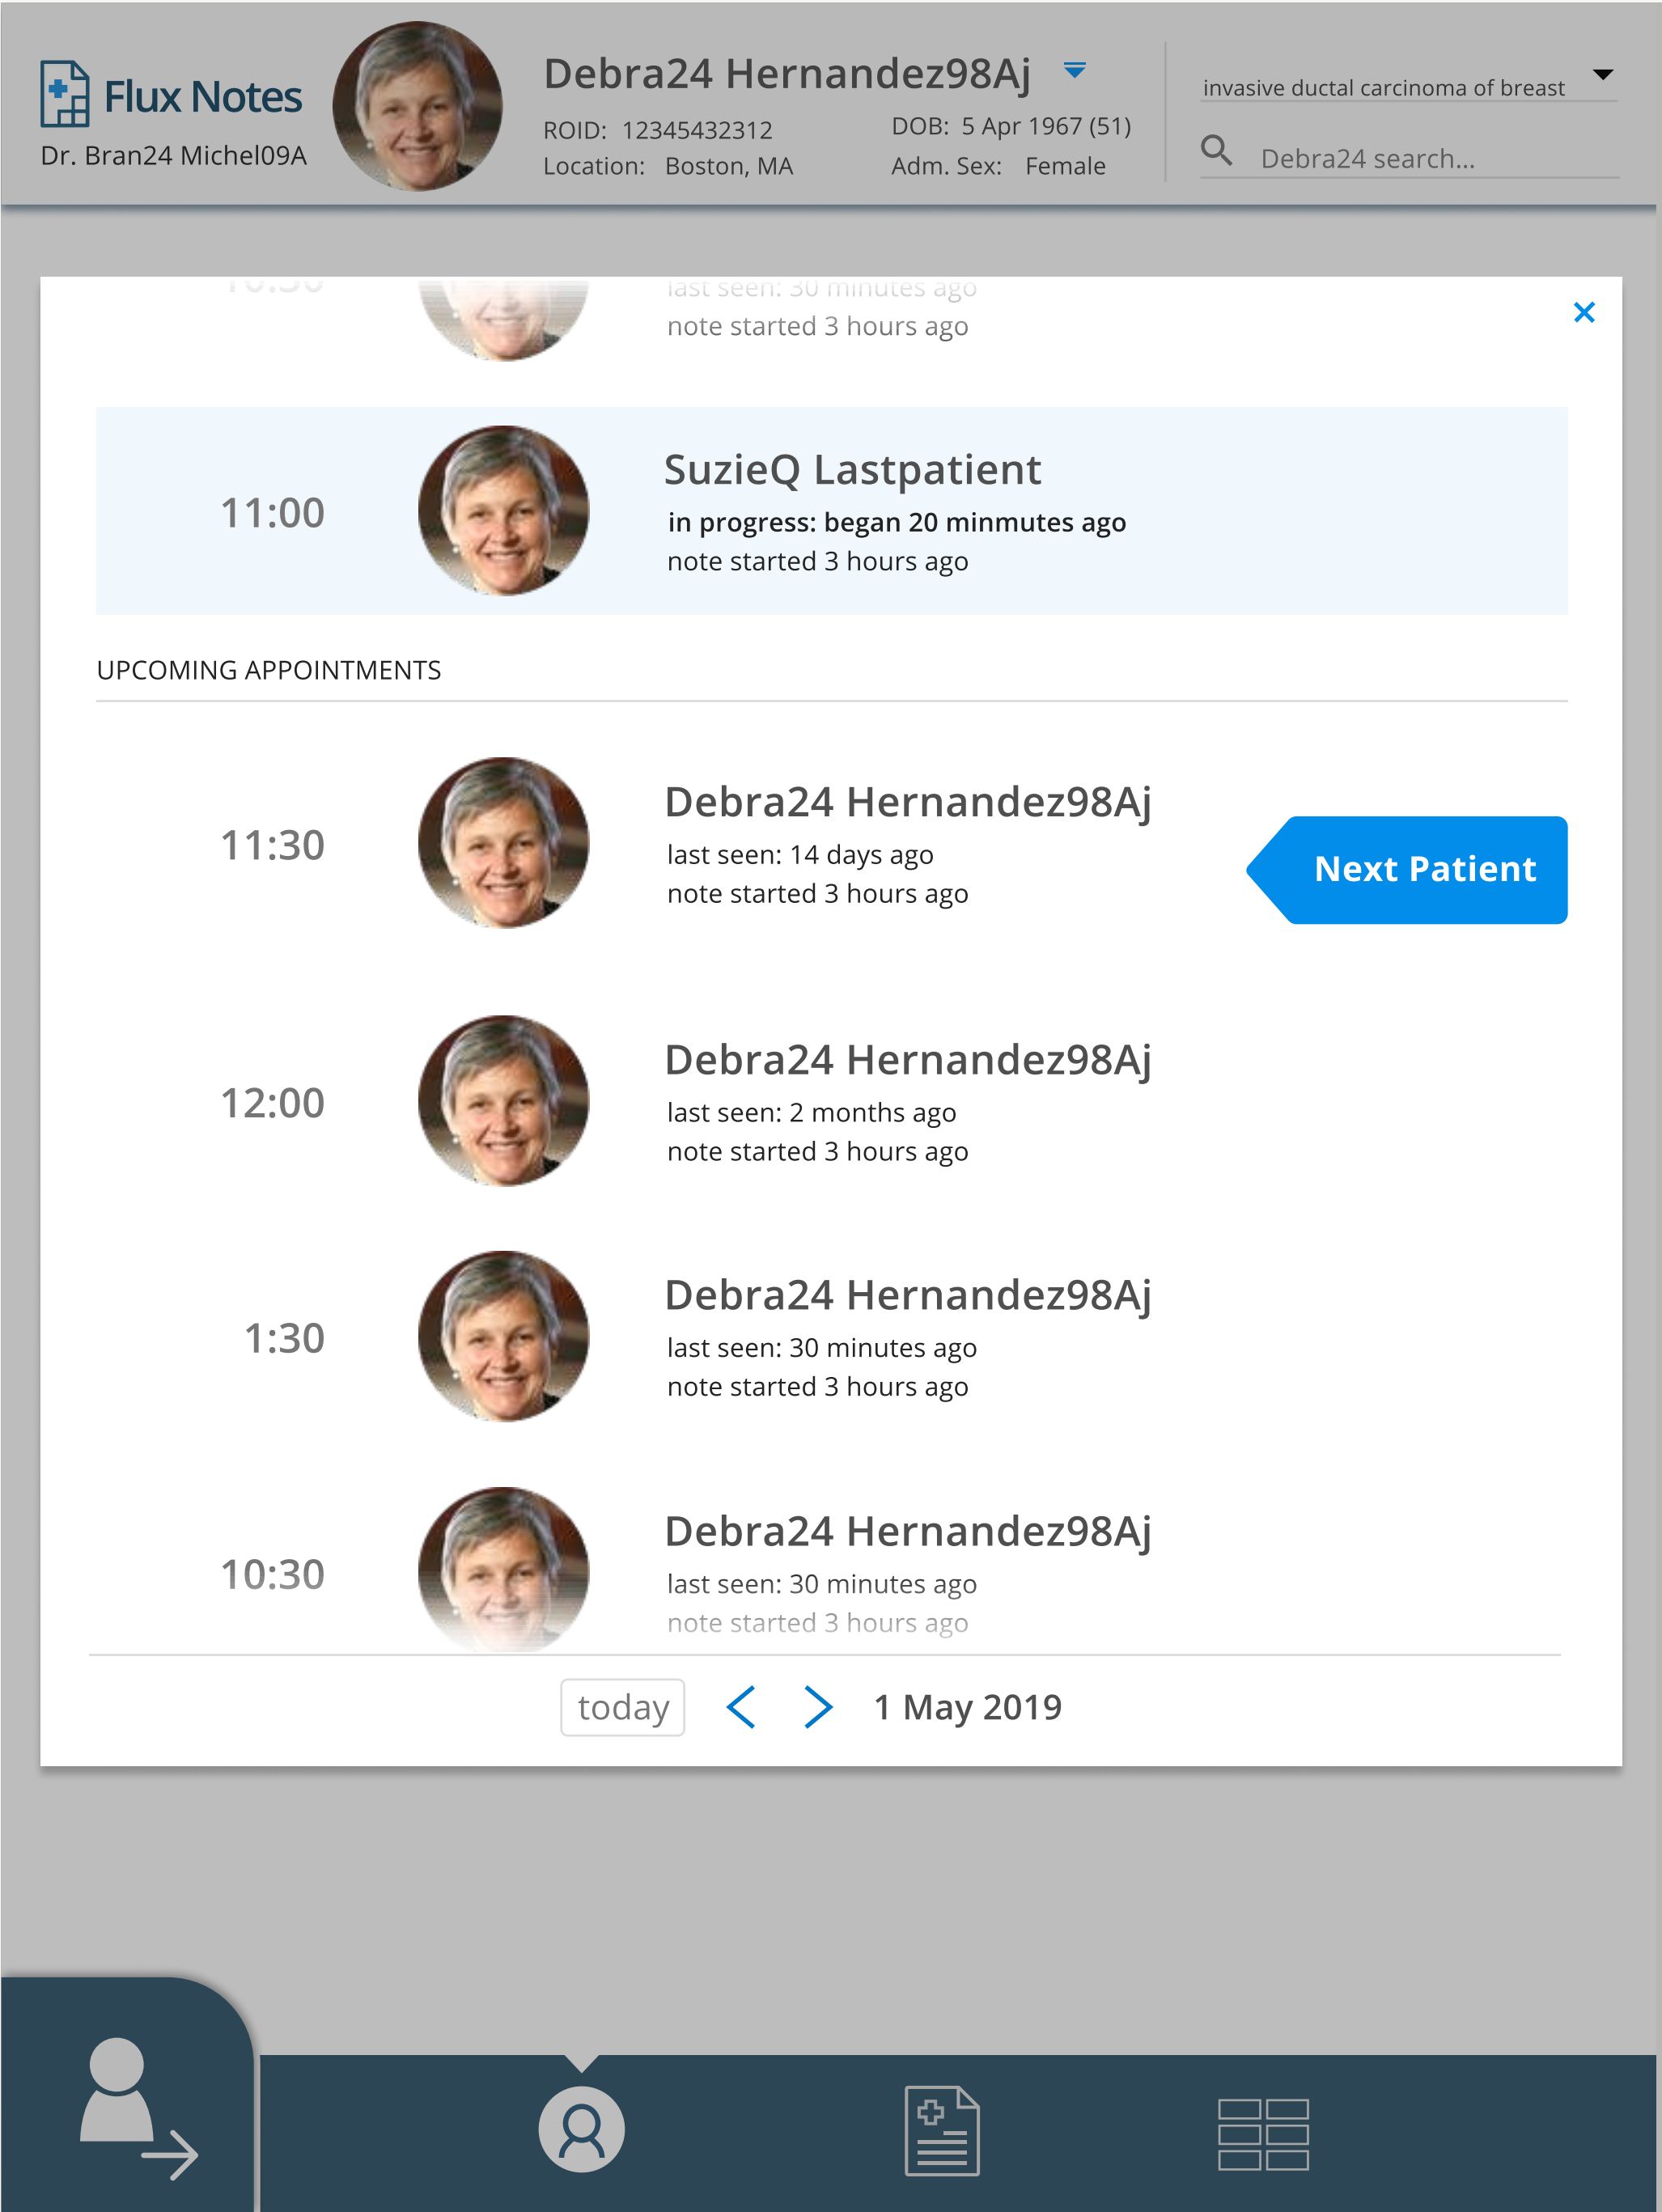 Flux Notes
Dr. Bran24 Michel09A
Debra24 Hernandez98Aj
ROID: 12345432312
DOB: 5 Apr 1967 (51)
Location: Boston, MA
Adm. Sex: Female
invasive ductal carcinoma of breast
Debra24 search...
10:30
last seen: 30 minutes ago
note started 3 hours ago
11:00
SuzieQ Lastpatient
in progress: began 20 minmutes ago
note started 3 hours ago
UPCOMING APPOINTMENTS
11:30
Debra24 Hernandez98Aj
last seen: 14 days ago
note started 3 hours ago
Next Patient
12:00
Debra24 Hernandez98Aj
last seen: 2 months ago
note started 3 hours ago
1:30
Debra24 Hernandez98Aj
last seen: 30 minutes ago
note started 3 hours ago
10:30
Debra24 Hernandez98Aj
last seen: 30 minutes ago
note started 3 hours ago
today
1 May 2019